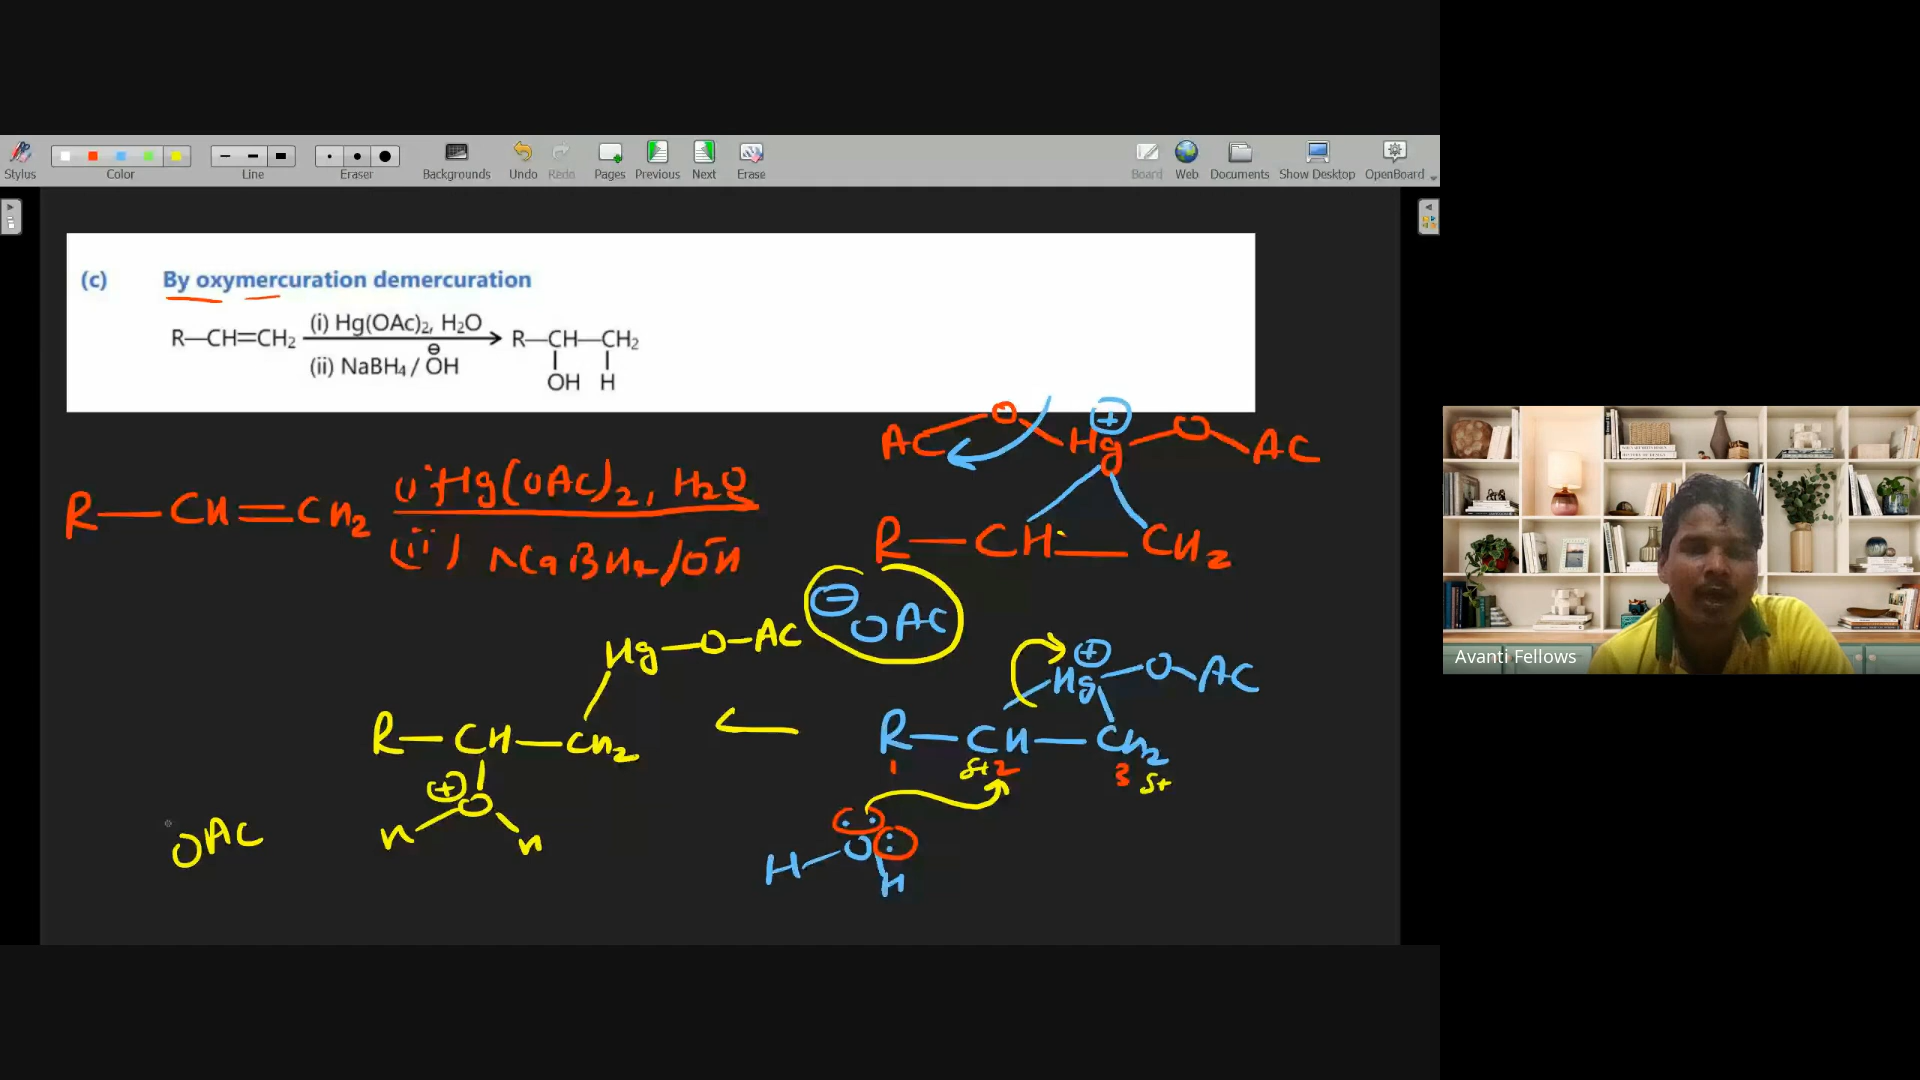 Stylus Color Line Eraser Backgrounds Undo Redo Pages Previous Next Erase Board Web Documents Show Desktop OpenBoard
(c) By oxymercuration demercuration
R—CH=CH2 (i) Hg(OAc)2, H2O (ii) NaBH4 / ⊖OH → R—CH—CH2
OH H
AC O Hg ⊕ O AC
R—CH—CH2
R—CH=CH2 (i) Hg(OAc)2, H2O
(ii) NaBH4/OH
⊖OAC
Hg—O—AC
⊕ Hg—O—AC
R—CH—CH2
R—CH—CH2
1 δ+ 2 3 δ+
⊕ O
H H
OAC
H—O
H
Avanti Fellows